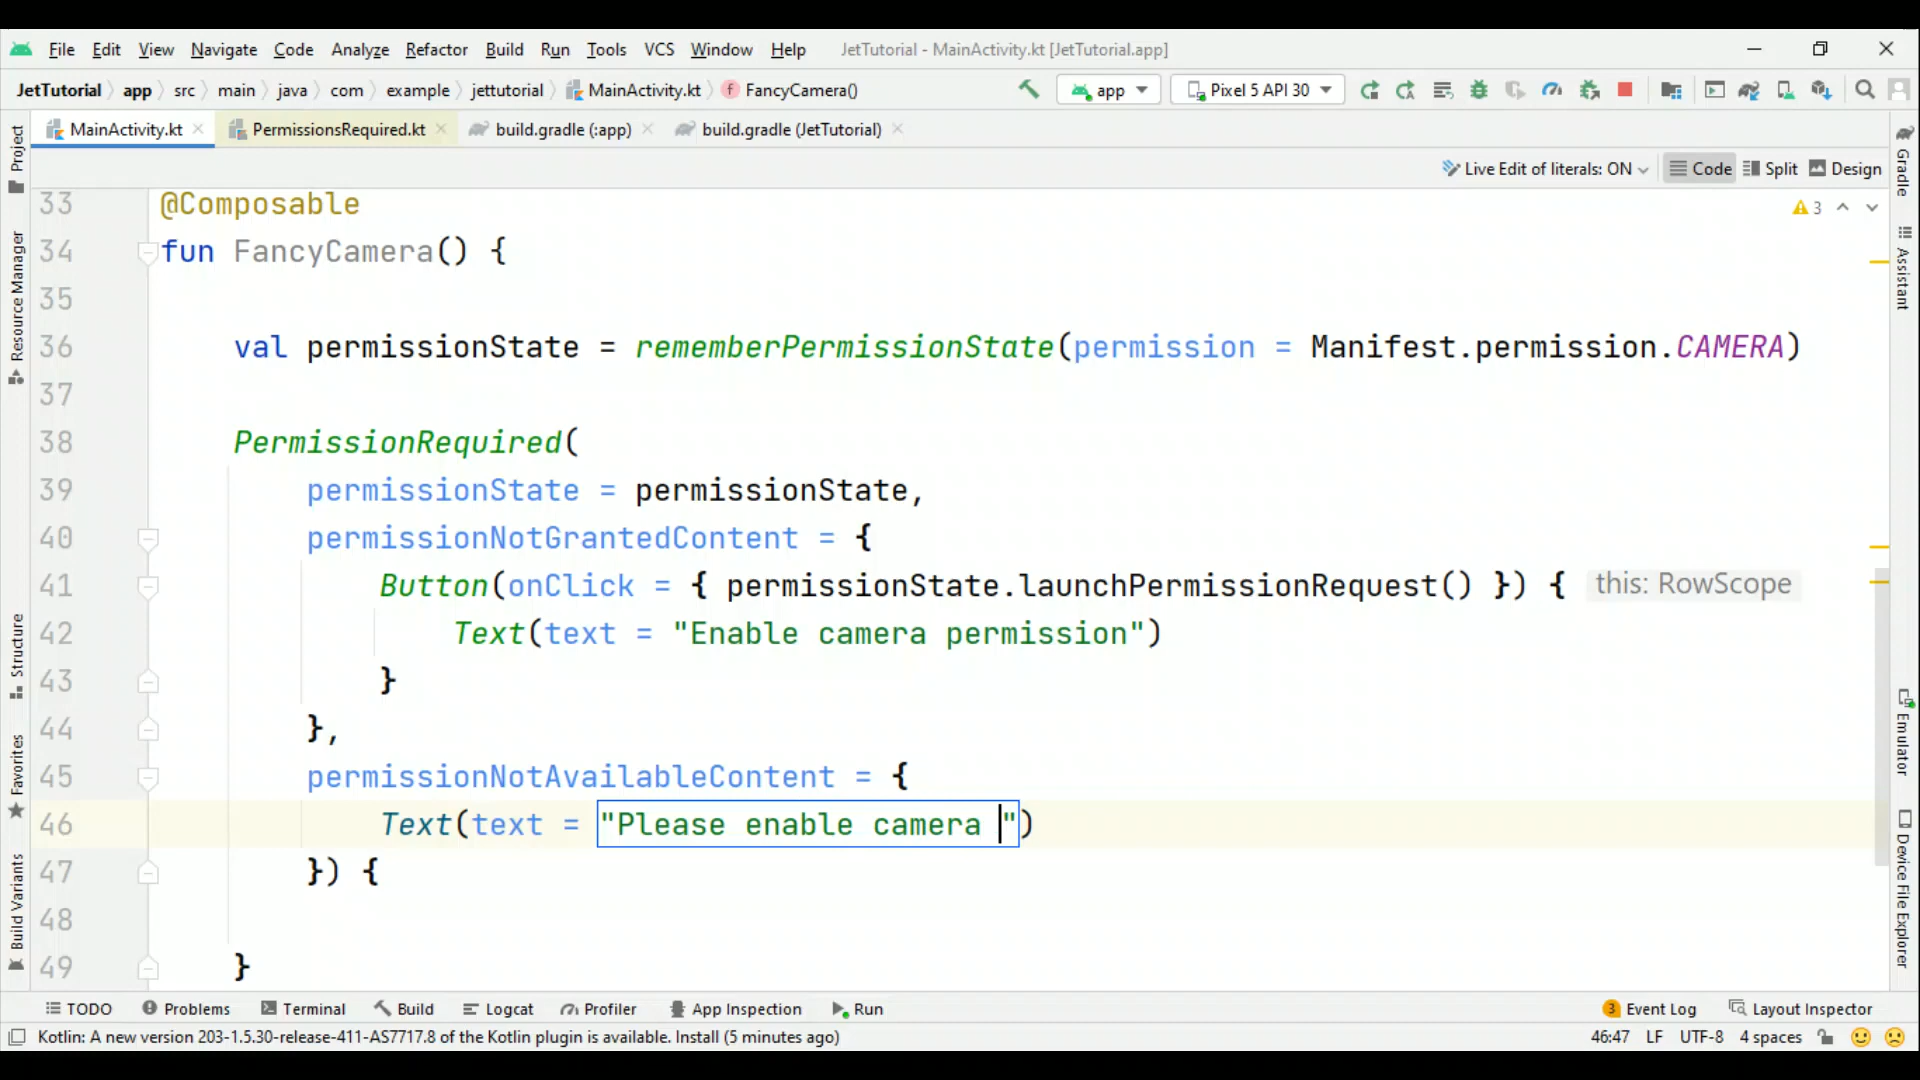 File Edit View Navigate Code Analyze Refactor Build Run Tools VCS Window Help JetTutorial - MainActivity.kt [JetTutorial.app]
JetTutorial app src main java com example jettutorial MainActivity.kt FancyCamera() app Pixel 5 API 30
MainActivity.kt PermissionsRequired.kt build.gradle (:app) build.gradle (JetTutorial)
Live Edit of literals: ON Code Split Design
33 @Composable
3
34 fun FancyCamera() {
35
36 val permissionState = rememberPermissionState(permission = Manifest.permission.CAMERA)
37
38 PermissionRequired(
39 permissionState = permissionState,
40 permissionNotGrantedContent = {
41 Button(onClick = { permissionState.launchPermissionRequest() }) { this: RowScope
42 Text(text = "Enable camera permission")
43 }
44 },
45 permissionNotAvailableContent = {
46 Text(text = "Please enable camera ")
47 }) {
48
49 }
Project
Resource Manager
Structure
Favorites
Build Variants
Gradle
Assistant
Emulator
Device File Explorer
TODO Problems Terminal Build Logcat Profiler App Inspection Run 3 Event Log Layout Inspector
Kotlin: A new version 203-1.5.30-release-411-AS7717.8 of the Kotlin plugin is available. Install (5 minutes ago) 46:47 LF UTF-8 4 spaces